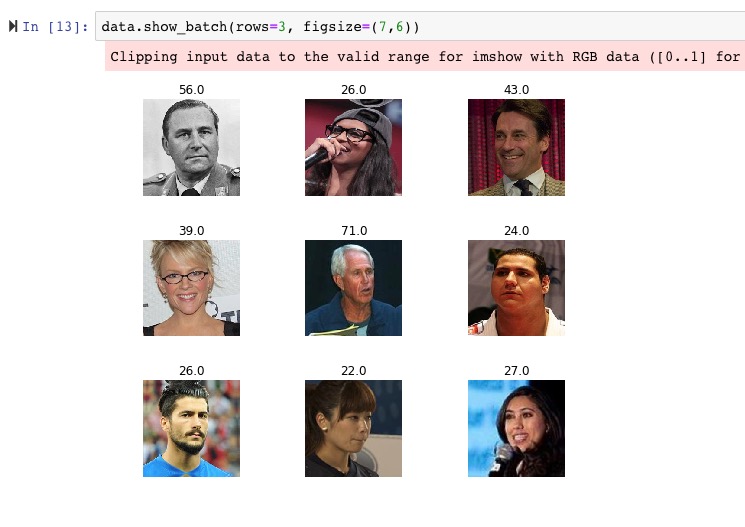 In [13]: data.show_batch(rows=3, figsize=(7,6))
Clipping input data to the valid range for imshow with RGB data ([0..1] for
56.0 26.0 43.0
39.0 71.0 24.0
26.0 22.0 27.0